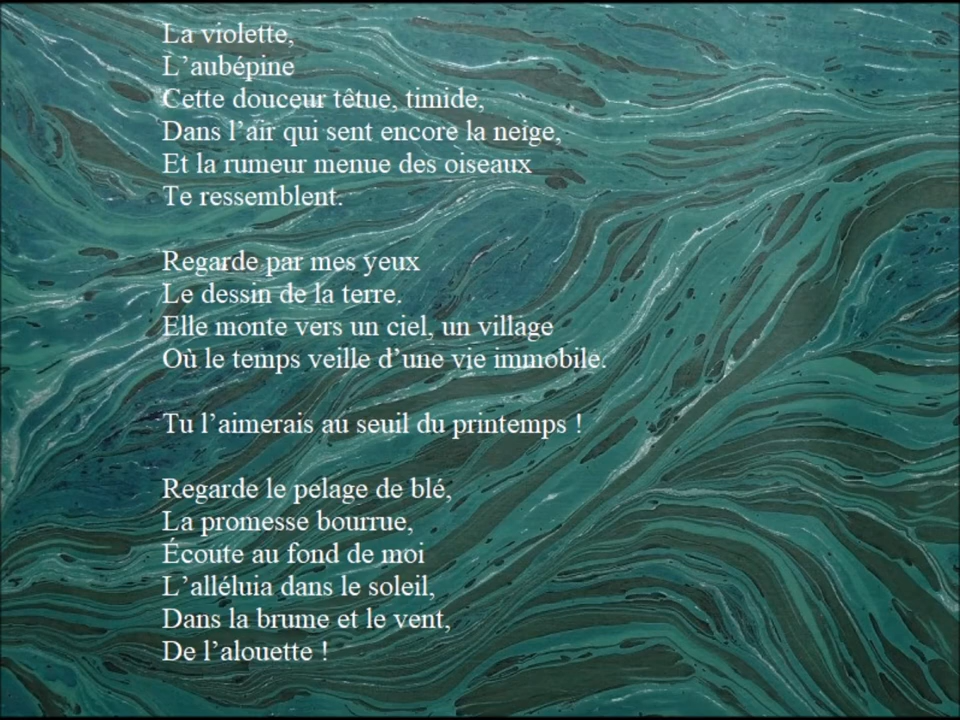 La violette,
L’aubépine
Cette douceur têtue, timide,
Dans l’air qui sent encore la neige,
Et la rumeur menue des oiseaux
Te ressemblent.
Regarde par mes yeux
Le dessin de la terre.
Elle monte vers un ciel, un village
Où le temps veille d’une vie immobile.
Tu l’aimerais au seuil du printemps !
Regarde le pelage de blé,
La promesse bourrue,
Écoute au fond de moi
L’alléluia dans le soleil,
Dans la brume et le vent,
De l’alouette !